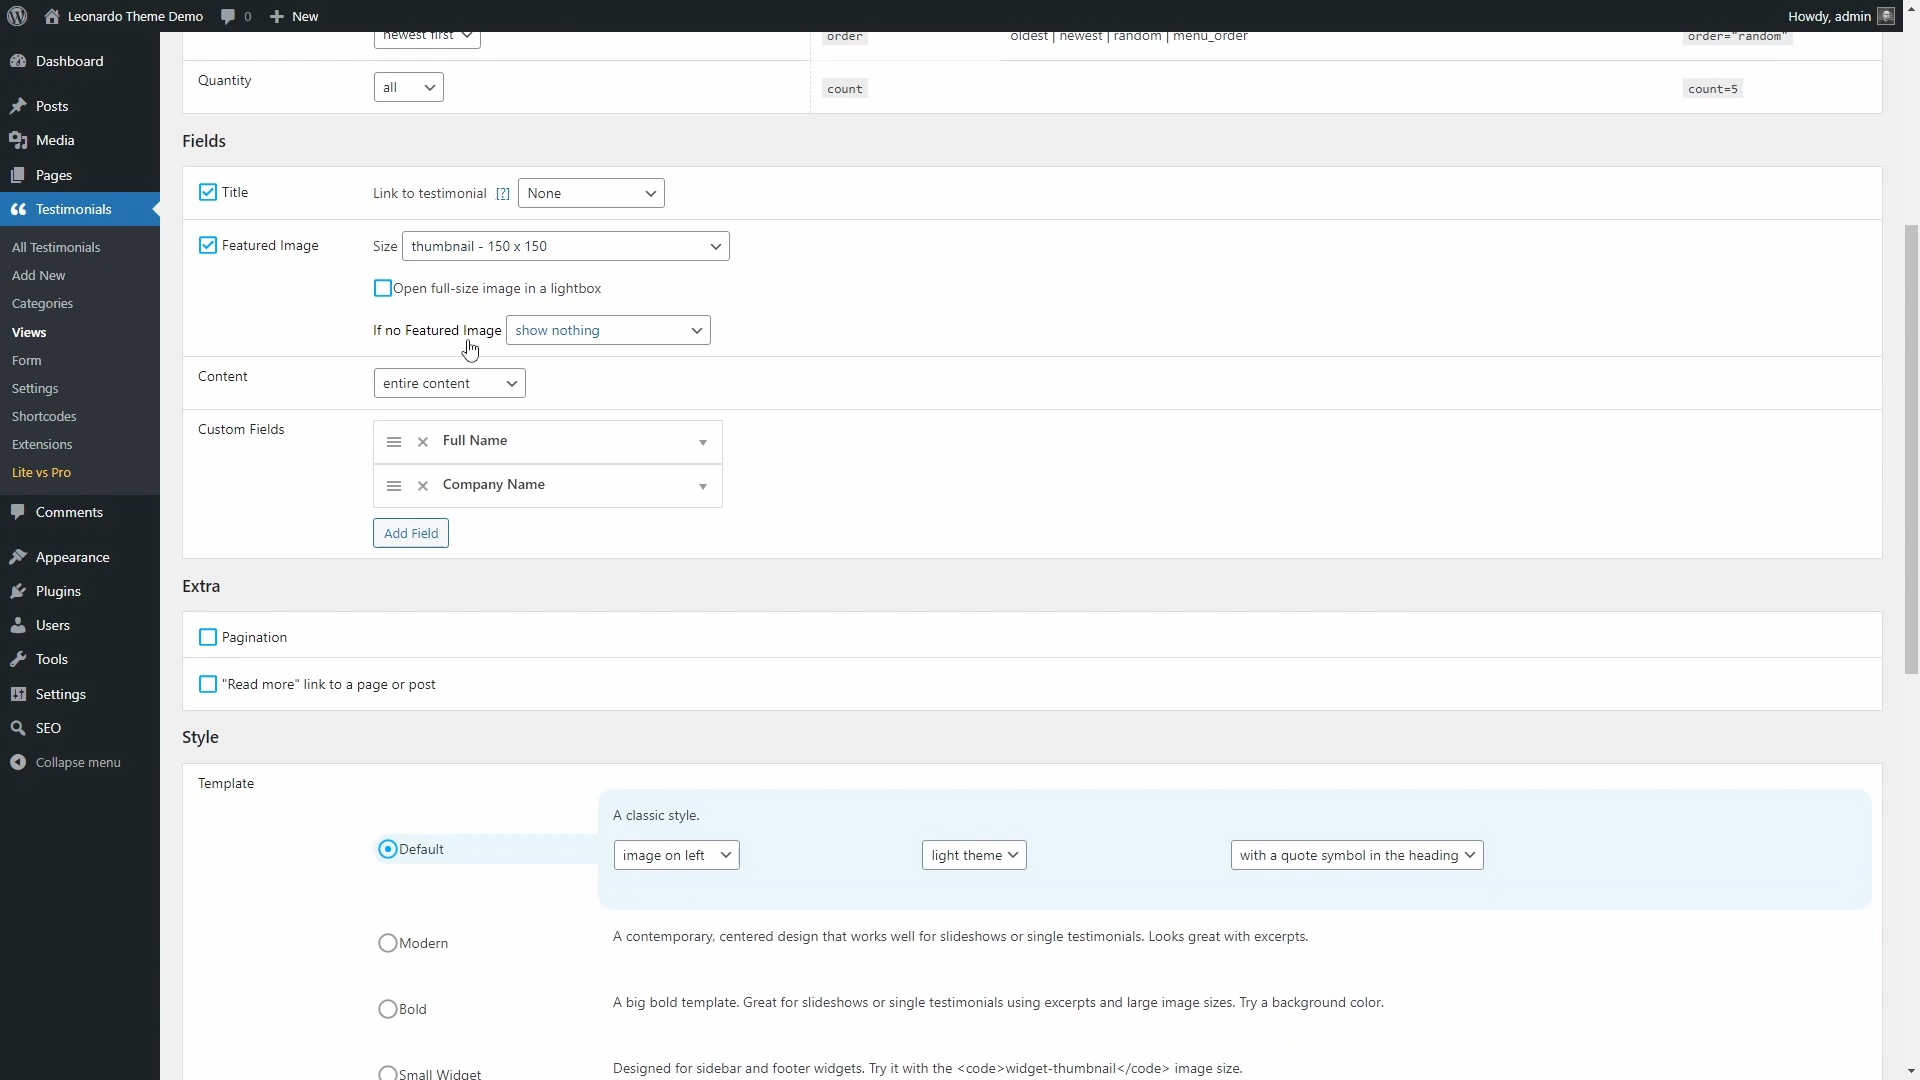 Leonardo Theme Demo 0 New Howdy, admin
Dashboard
Posts
Media
Pages
Testimonials
All Testimonials
Add New
Categories
Views
Form
Settings
Shortcodes
Extensions
Lite vs Pro
Comments
Appearance
Plugins
Users
Tools
Settings
SEO
Collapse menu
newest first order oldest | newest | random | menu_order order="random"
Quantity all count count=5
Fields
Title Link to testimonial [?] None
Featured Image Size thumbnail - 150 x 150
Open full-size image in a lightbox
If no Featured Image show nothing
Content entire content
Custom Fields Full Name
Company Name
Add Field
Extra
Pagination
"Read more" link to a page or post
Style
Template
A classic style.
Default image on left light theme with a quote symbol in the heading
Modern A contemporary, centered design that works well for slideshows or single testimonials. Looks great with excerpts.
Bold A big bold template. Great for slideshows or single testimonials using excerpts and large image sizes. Try a background color.
Small Widget Designed for sidebar and footer widgets. Try it with the <code>widget-thumbnail</code> image size.